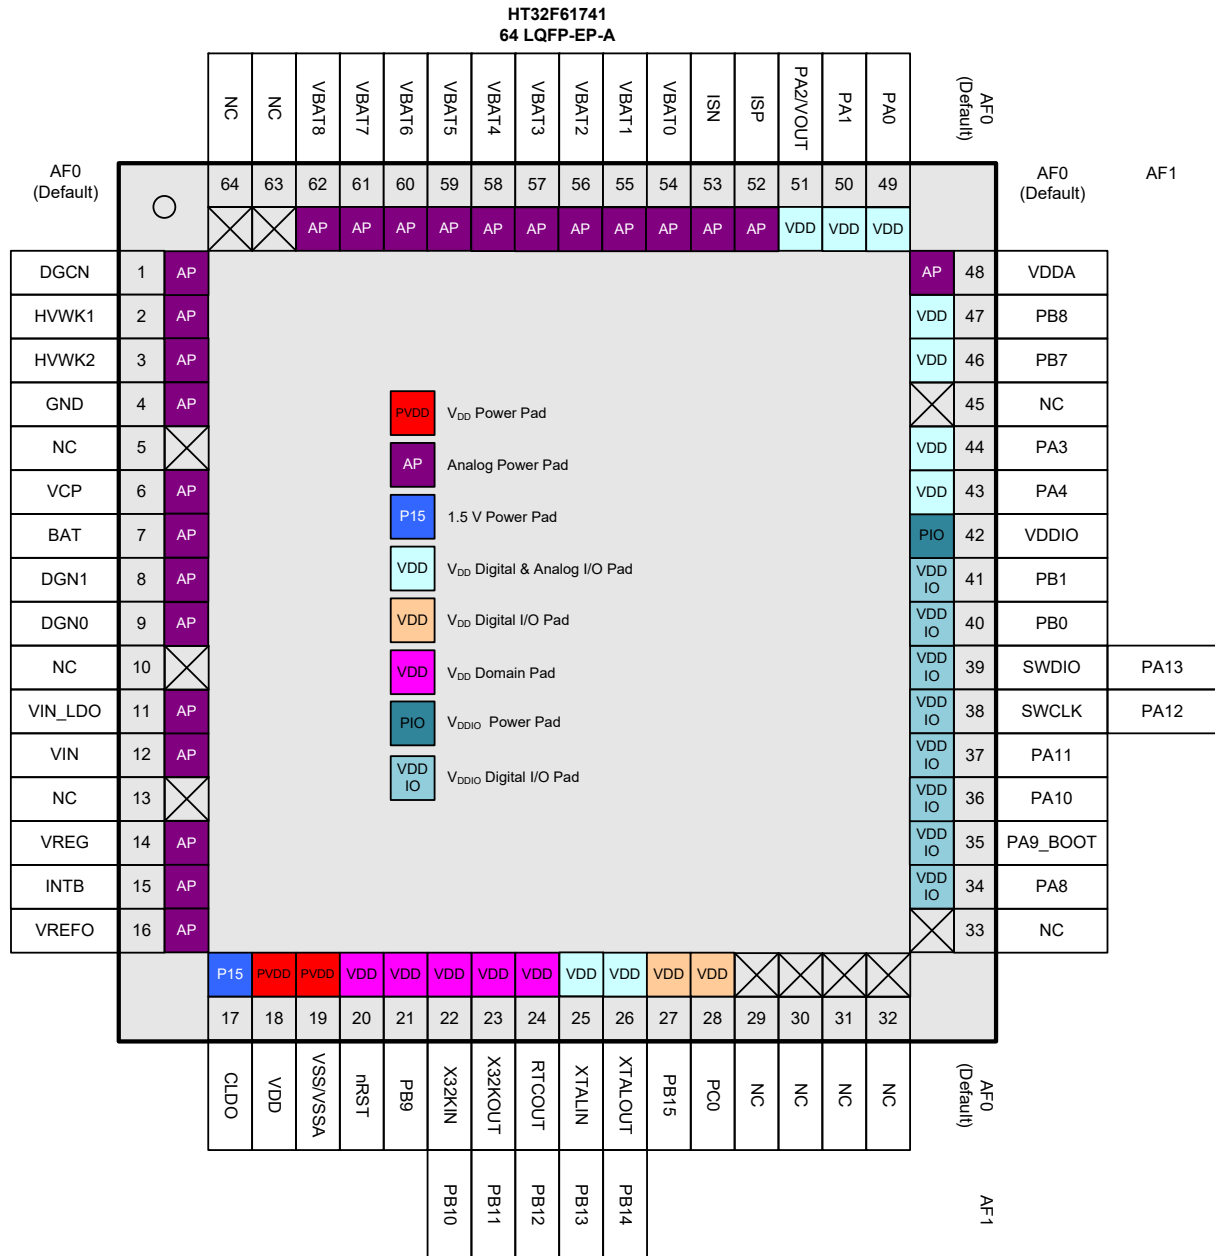 HT32F61741
64 LQFP-EP-A
NC NC VBAT8 VBAT7 VBAT6 VBAT5 VBAT4 VBAT3 VBAT2 VBAT1 VBAT0 ISN ISP PA2/VOUT PA1 PA0 AF0 (Default)
AF0
(Default)
64 63 62 61 60 59 58 57 56 55 54 53 52 51 50 49
AF0
(Default)
AF1
AP AP AP AP AP AP AP AP AP AP AP VDD VDD VDD
DGCN 1 AP
AP 48 VDDA
HVWK1 2 AP
VDD 47 PB8
HVWK2 3 AP
VDD 46 PB7
GND 4 AP
45 NC
NC 5
VDD 44 PA3
VCP 6 AP
VDD 43 PA4
BAT 7 AP
PIO 42 VDDIO
DGN1 8 AP
VDD IO 41 PB1
DGN0 9 AP
VDD IO 40 PB0
NC 10
VDD IO 39 SWDIO PA13
VIN_LDO 11 AP
VDD IO 38 SWCLK PA12
VIN 12 AP
VDD IO 37 PA11
NC 13
VDD IO 36 PA10
VREG 14 AP
VDD IO 35 PA9_BOOT
INTB 15 AP
VDD IO 34 PA8
VREFO 16 AP
33 NC
PVDD VDD Power Pad
AP Analog Power Pad
P15 1.5 V Power Pad
VDD VDD Digital & Analog I/O Pad
VDD VDD Digital I/O Pad
VDD VDD Domain Pad
PIO VDDIO Power Pad
VDD IO VDDIO Digital I/O Pad
P15 PVDD PVDD VDD VDD VDD VDD VDD VDD VDD VDD VDD
17 18 19 20 21 22 23 24 25 26 27 28 29 30 31 32
CLDO VDD VSS/VSSA nRST PB9 X32KIN X32KOUT RTCOUT XTALIN XTALOUT PB15 PC0 NC NC NC NC AF0 (Default)
PB10 PB11 PB12 PB13 PB14 AF1